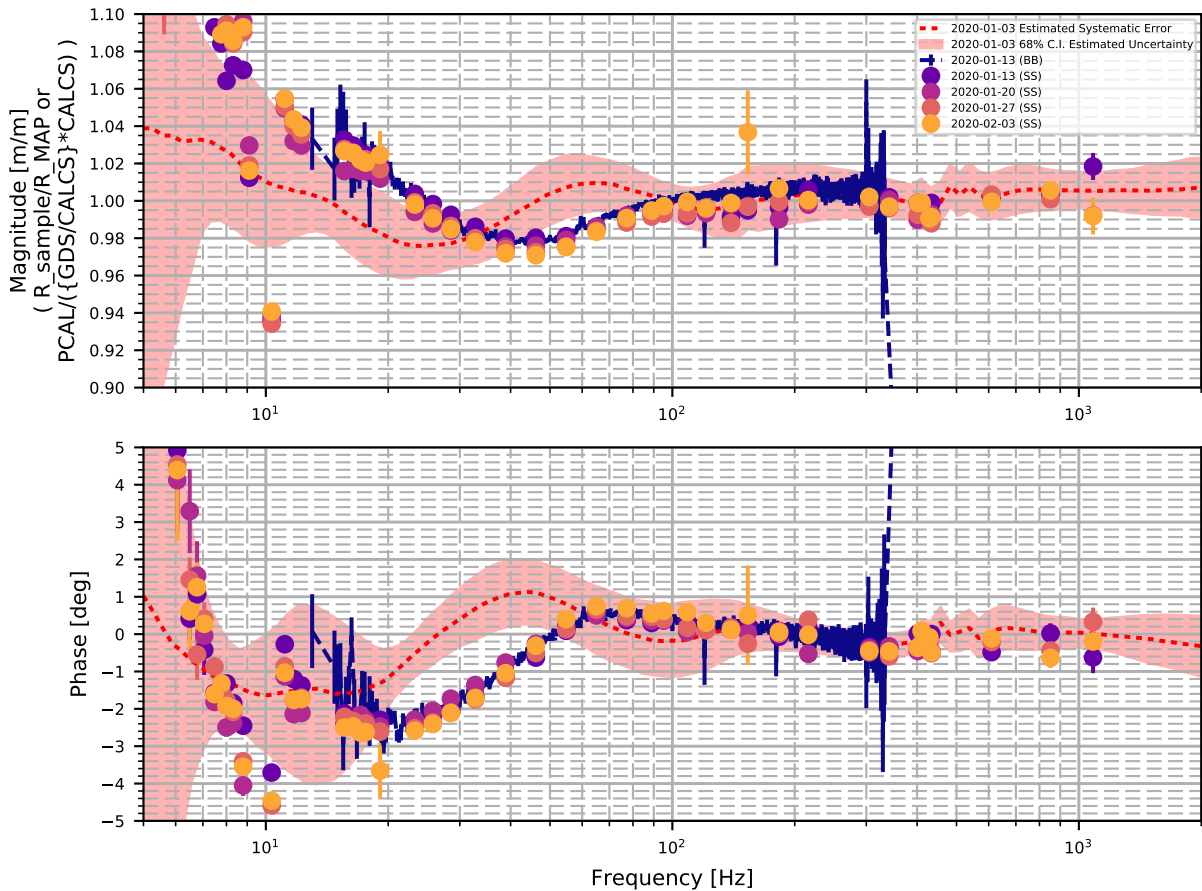 Magnitude [m/m]
( R_sample/R_MAP or
PCAL/({GDS/CALCS}*CALCS) )
1.10
1.08
1.06
1.04
1.02
1.00
0.98
0.96
0.94
0.92
0.90
2020-01-03 Estimated Systematic Error
2020-01-03 68% C.I. Estimated Uncertainty
2020-01-13 (BB)
2020-01-13 (SS)
2020-01-20 (SS)
2020-01-27 (SS)
2020-02-03 (SS)
10¹ 10² 10³
Phase [deg]
5
4
3
2
1
0
−1
−2
−3
−4
−5
10¹ 10² 10³
Frequency [Hz]